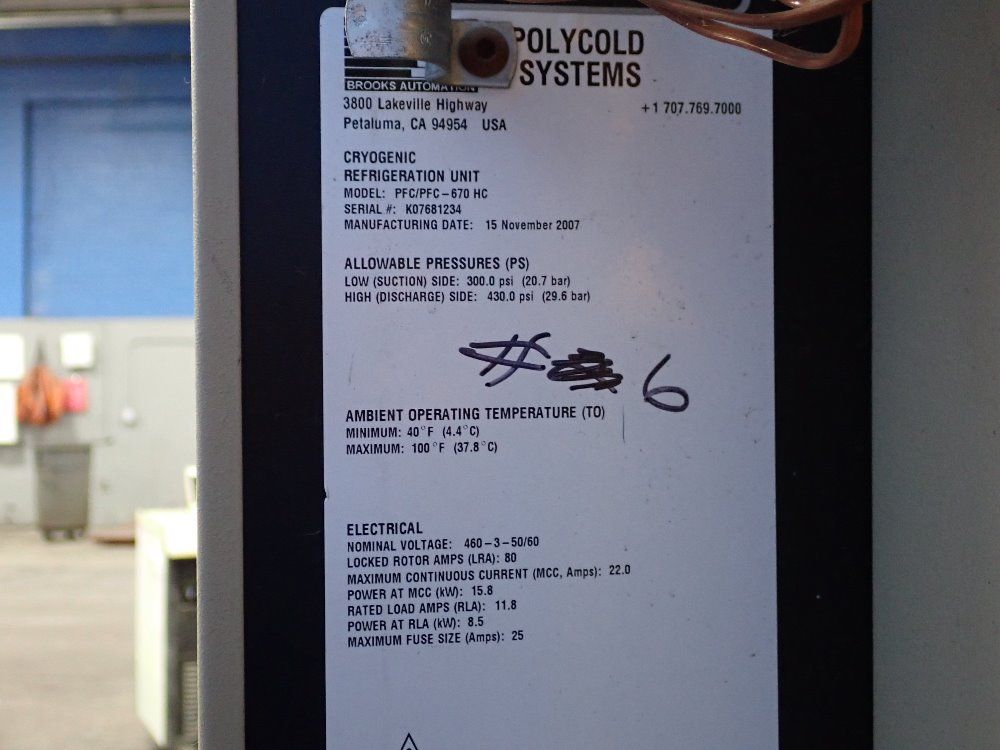 POLYCOLD
SYSTEMS
BROOKS AUTOMATION
3800 Lakeville Highway +1 707.769.7000
Petaluma, CA 94954 USA
CRYOGENIC
REFRIGERATION UNIT
MODEL: PFC/PFC-670 HC
SERIAL #: K07681234
MANUFACTURING DATE: 15 November 2007
ALLOWABLE PRESSURES (PS)
LOW (SUCTION) SIDE: 300.0 psi (20.7 bar)
HIGH (DISCHARGE) SIDE: 430.0 psi (29.6 bar)
# 6
AMBIENT OPERATING TEMPERATURE (TO)
MINIMUM: 40°F (4.4°C)
MAXIMUM: 100°F (37.8°C)
ELECTRICAL
NOMINAL VOLTAGE: 460-3-50/60
LOCKED ROTOR AMPS (LRA): 80
MAXIMUM CONTINUOUS CURRENT (MCC, Amps): 22.0
POWER AT MCC (kW): 15.8
RATED LOAD AMPS (RLA): 11.8
POWER AT RLA (kW): 8.5
MAXIMUM FUSE SIZE (Amps): 25